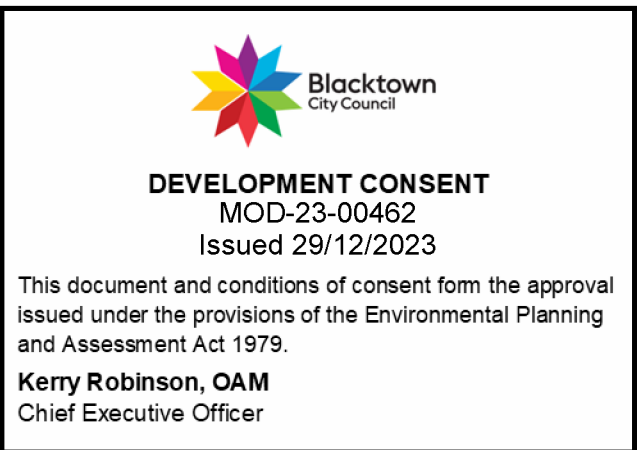 Blacktown
City Council
DEVELOPMENT CONSENT
MOD-23-00462
Issued 29/12/2023
This document and conditions of consent form the approval
issued under the provisions of the Environmental Planning
and Assessment Act 1979.
Kerry Robinson, OAM
Chief Executive Officer